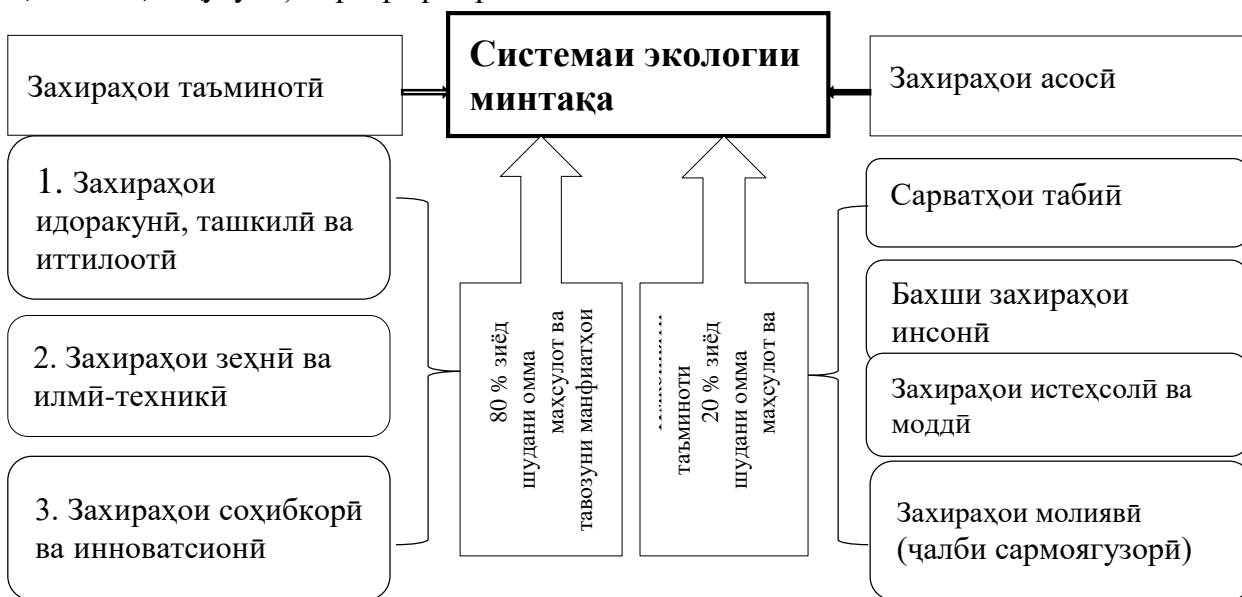 Системаи экологии
минтақа
Захираҳои таъминотӣ
Захираҳои асосӣ
1. Захираҳои
идоракунӣ, ташкилӣ ва
иттилоотӣ
2. Захираҳои зеҳнӣ ва
илмӣ-техникӣ
3. Захираҳои соҳибкорӣ
ва инноватсионӣ
80 % зиёд
шудани омма
маҳсулот ва
тавозуни манфиатҳои
таъминоти
20 % зиёд
шудани омма
маҳсулот ва
Сарватҳои табиӣ
Бахши захираҳои
инсонӣ
Захираҳои истеҳсолӣ ва
моддӣ
Захираҳои молиявӣ
(ҷалби сармоягузорӣ)